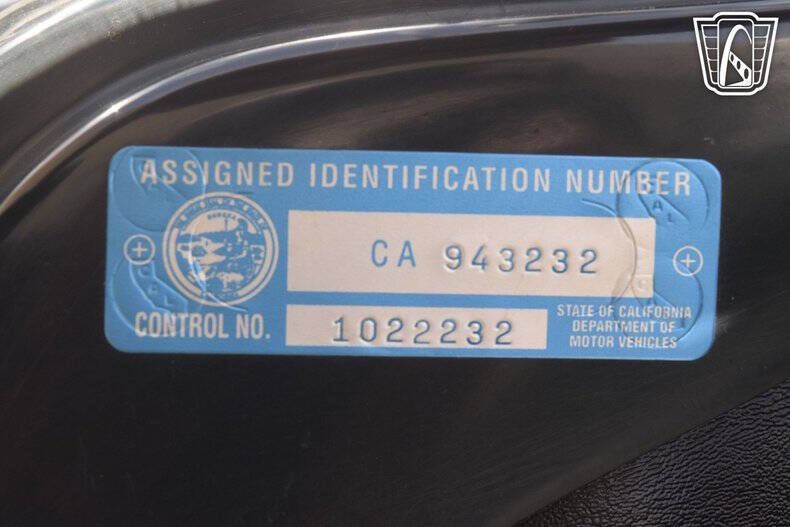 ASSIGNED IDENTIFICATION NUMBER
CA 943232
CONTROL NO.
1022232
STATE OF CALIFORNIA
DEPARTMENT OF
MOTOR VEHICLES